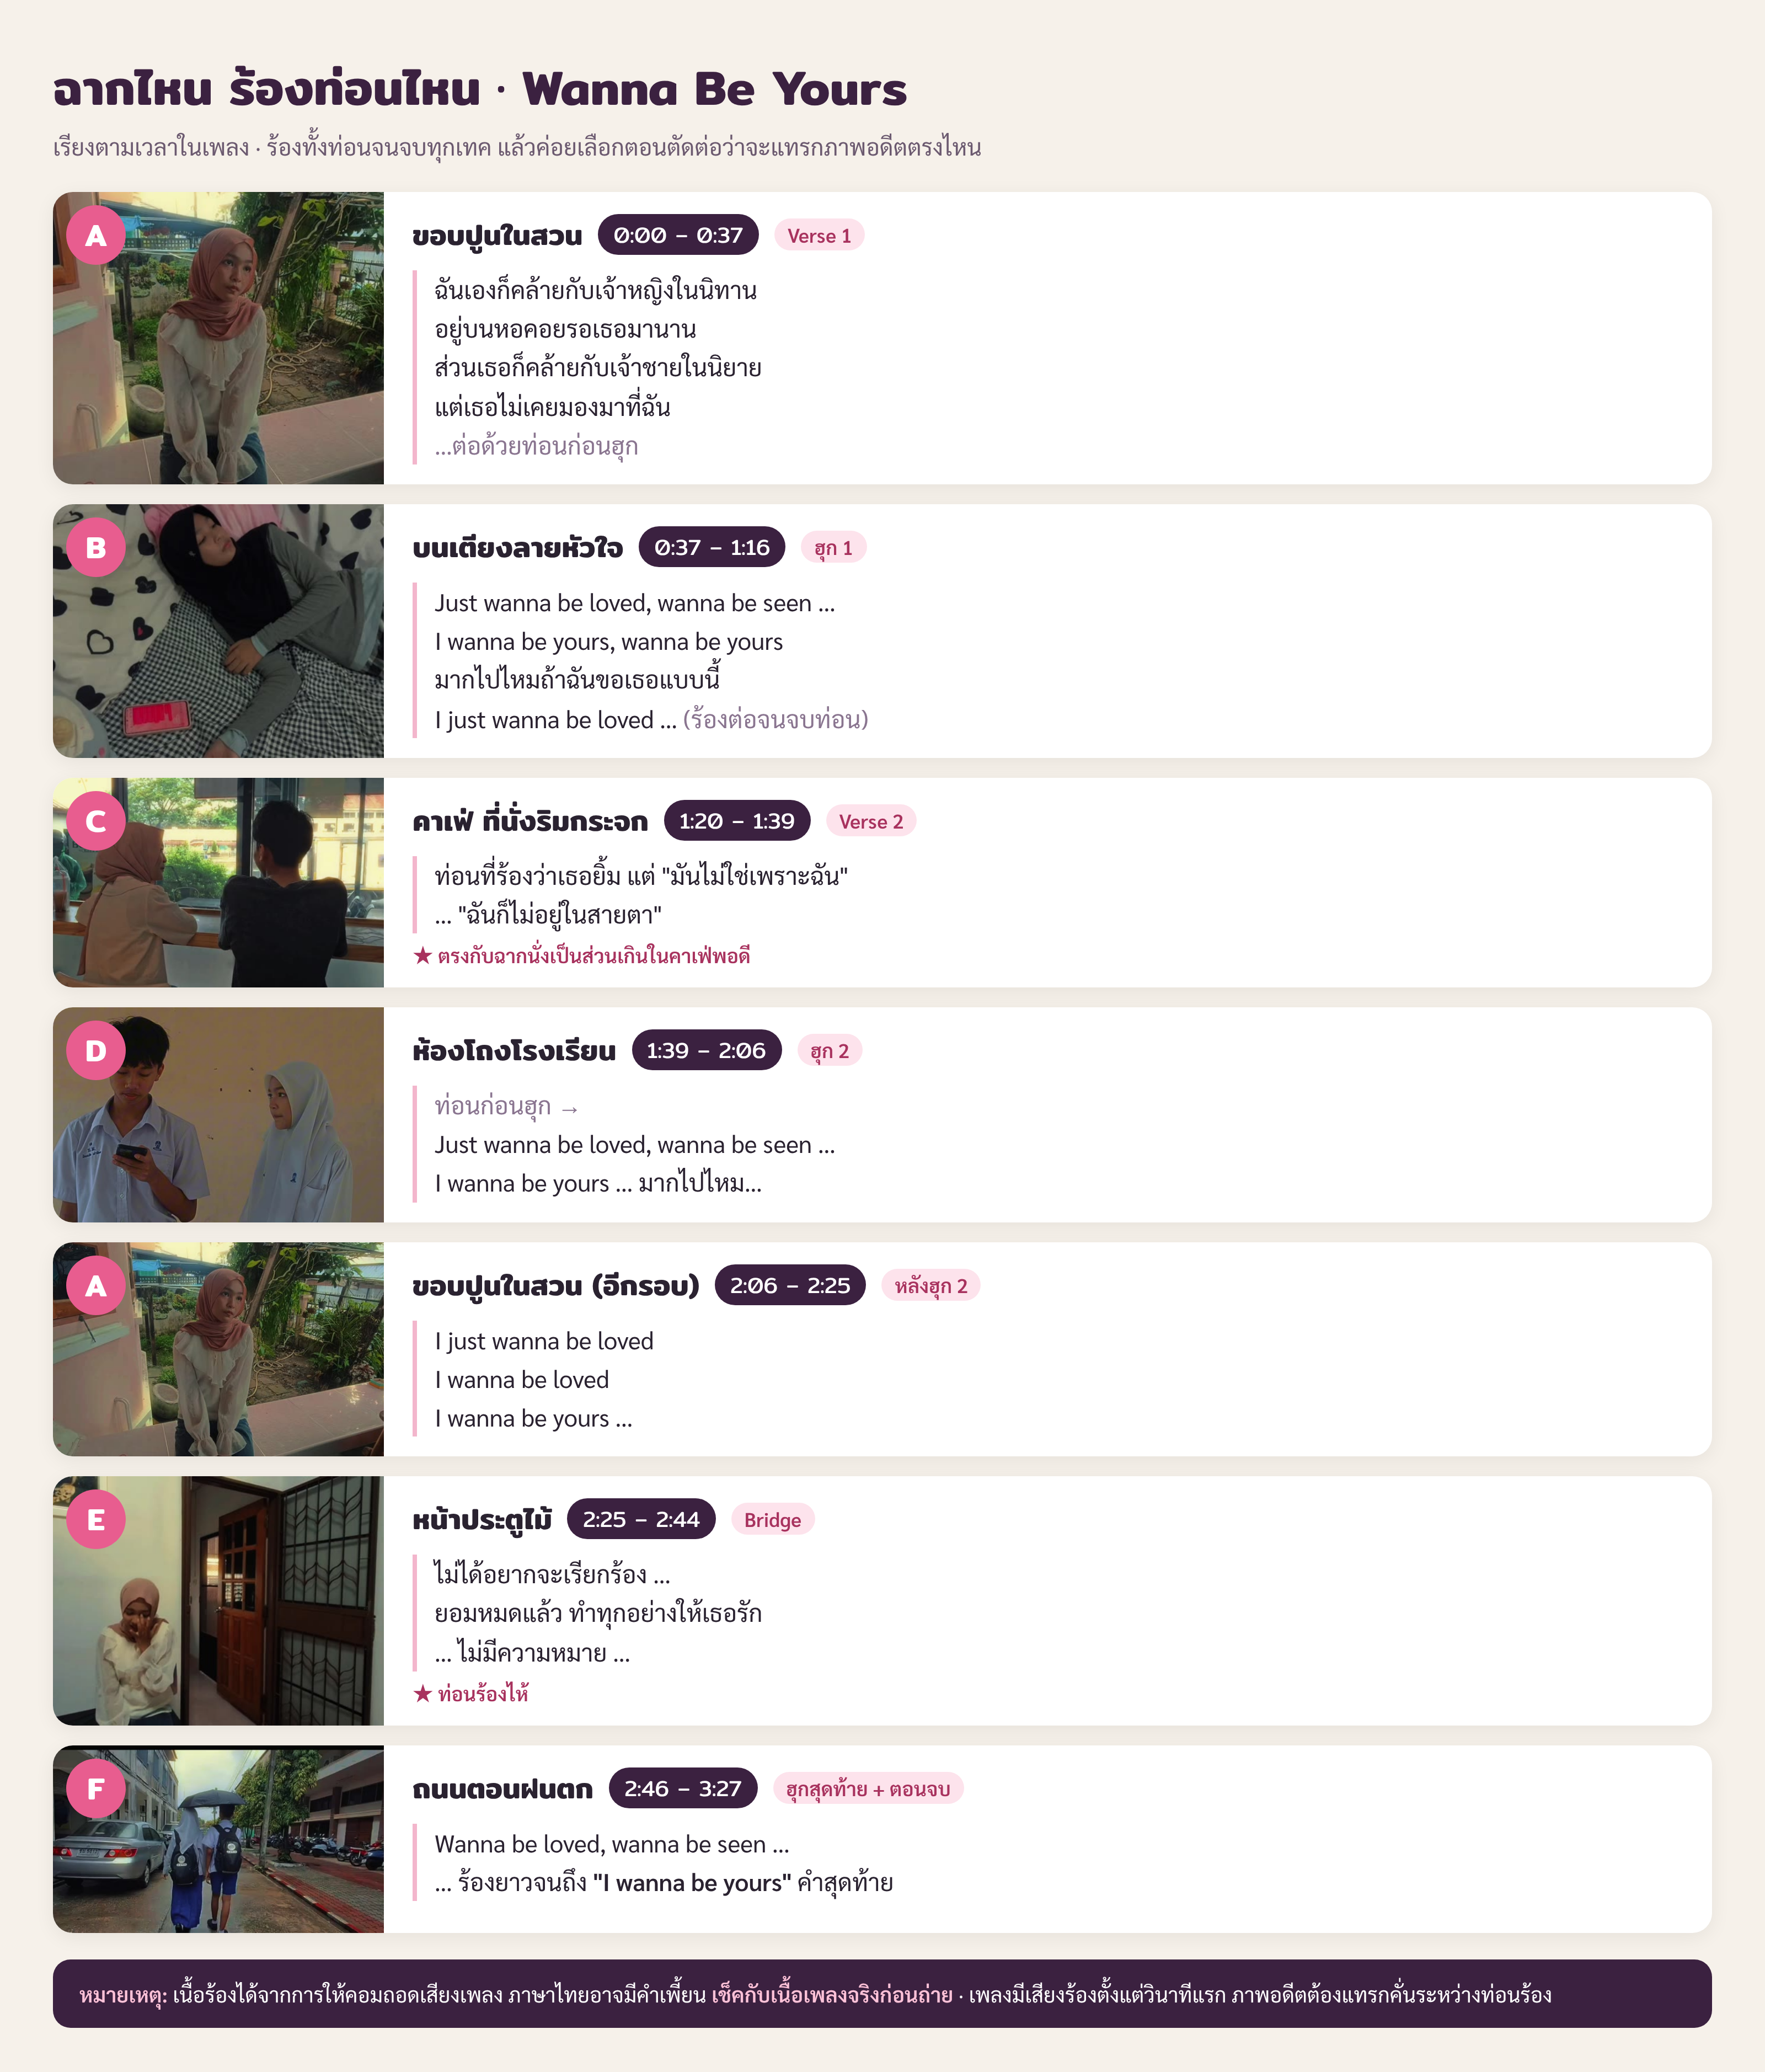 ฉากไหน ร้องท่อนไหน · Wanna Be Yours
เรียงตามเวลาในเพลง · ร้องทั้งท่อนจนจบทุกเทค แล้วค่อยเลือกตอนตัดต่อว่าจะแทรกภาพอดีตตรงไหน
A
ขอบปูนในสวน 0:00 – 0:37 Verse 1
ฉันเองก็คล้ายกับเจ้าหญิงในนิทาน
อยู่บนหอคอยรอเธอมานาน
ส่วนเธอก็คล้ายกับเจ้าชายในนิยาย
แต่เธอไม่เคยมองมาที่ฉัน
...ต่อด้วยท่อนก่อนฮุก
B
บนเตียงลายหัวใจ 0:37 – 1:16 ฮุก 1
Just wanna be loved, wanna be seen ...
I wanna be yours, wanna be yours
มากไปไหมถ้าฉันขอเธอแบบนี้
I just wanna be loved ... (ร้องต่อจนจบท่อน)
C
คาเฟ่ ที่นั่งริมกระจก 1:20 – 1:39 Verse 2
ท่อนที่ร้องว่าเธอยิ้ม แต่ "มันไม่ใช่เพราะฉัน"
... "ฉันก็ไม่อยู่ในสายตา"
★ ตรงกับฉากนั่งเป็นส่วนเกินในคาเฟ่พอดี
D
ห้องโถงโรงเรียน 1:39 – 2:06 ฮุก 2
ท่อนก่อนฮุก →
Just wanna be loved, wanna be seen ...
I wanna be yours ... มากไปไหม...
A
ขอบปูนในสวน (อีกรอบ) 2:06 – 2:25 หลังฮุก 2
I just wanna be loved
I wanna be loved
I wanna be yours ...
E
หน้าประตูไม้ 2:25 – 2:44 Bridge
ไม่ได้อยากจะเรียกร้อง ...
ยอมหมดแล้ว ทำทุกอย่างให้เธอรัก
... ไม่มีความหมาย ...
★ ท่อนร้องไห้
F
ถนนตอนฝนตก 2:46 – 3:27 ฮุกสุดท้าย + ตอนจบ
Wanna be loved, wanna be seen ...
... ร้องยาวจนถึง "I wanna be yours" คำสุดท้าย
หมายเหตุ: เนื้อร้องได้จากการให้คอมถอดเสียงเพลง ภาษาไทยอาจมีคำเพี้ยน เช็คกับเนื้อเพลงจริงก่อนถ่าย · เพลงมีเสียงร้องตั้งแต่วินาทีแรก ภาพอดีตต้องแทรกคั่นระหว่างท่อนร้อง